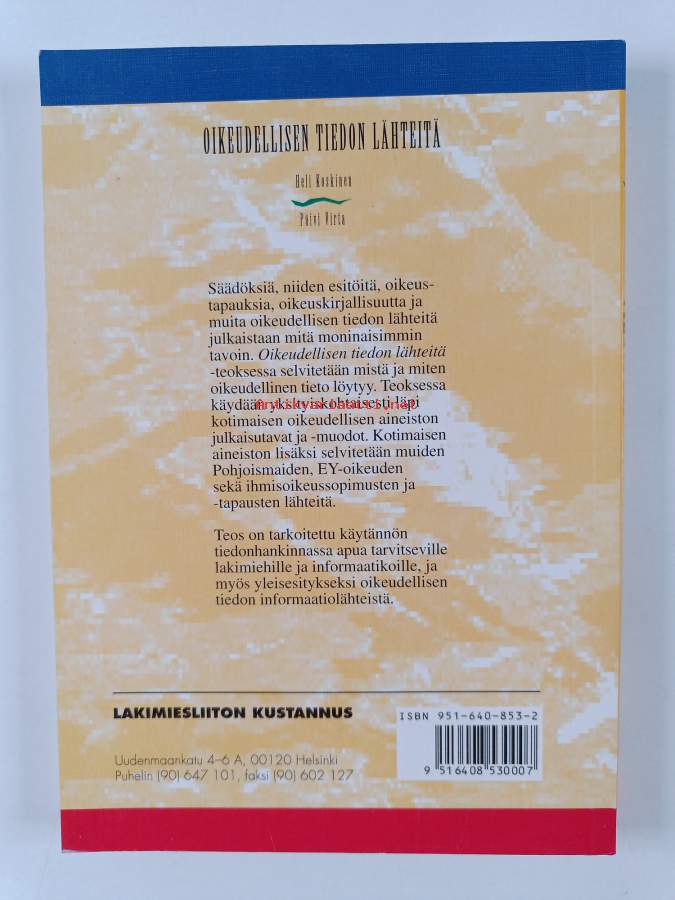 OIKEUDELLISEN TIEDON LÄHTEITÄ
Heli Koskinen
Päivi Virta
Säädöksiä, niiden esitöitä, oikeus-
tapauksia, oikeuskirjallisuutta ja
muita oikeudellisen tiedon lähteitä
julkaistaan mitä moninaisimmin
tavoin. Oikeudellisen tiedon lähteitä
-teoksessa selvitetään mistä ja miten
oikeudellinen tieto löytyy. Teoksessa
käydään yksityiskohtaisesti läpi
kotimaisen oikeudellisen aineiston
julkaisutavat ja -muodot. Kotimaisen
aineiston lisäksi selvitetään muiden
Pohjoismaiden, EY-oikeuden
sekä ihmisoikeussopimusten ja
-tapausten lähteitä.
Teos on tarkoitettu käytännön
tiedonhankinnassa apua tarvitseville
lakimiehille ja informaatikoille, ja
myös yleisesitykseksi oikeudellisen
tiedon informaatiolähteistä.
LAKIMIESLIITON KUSTANNUS
Uudenmaankatu 4–6 A, 00120 Helsinki
Puhelin (90) 647 101, faksi (90) 602 127
ISBN 951-640-853-2
9 516408 530007